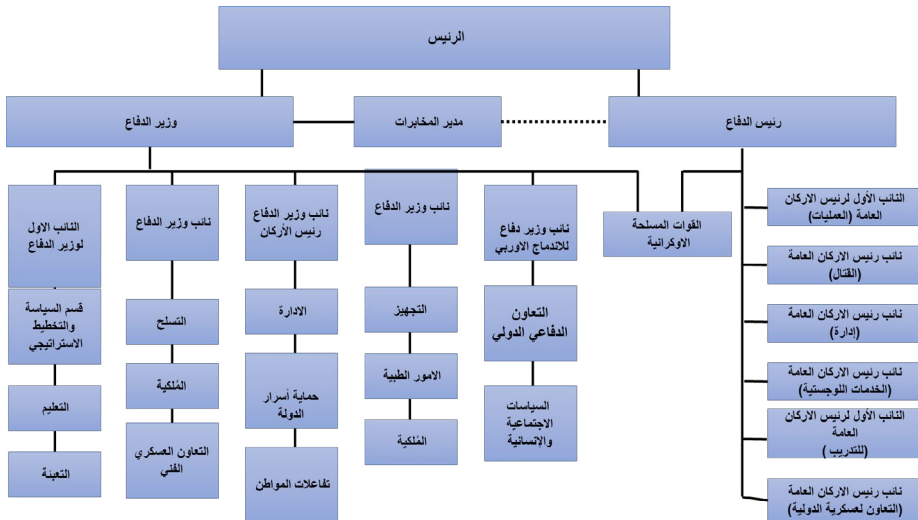 الرئيس
وزير الدفاع
مدير المخابرات
رئيس الدفاع
النائب الاول
لوزير الدفاع
قسم السياسة
والتخطيط
الاستراتيجي
التعليم
التعبئة
نائب وزير الدفاع
التسلح
المُلكية
التعاون العسكري
الفني
نائب وزير الدفاع
رئيس الأركان
الادارة
حماية أسرار
الدولة
تفاعلات المواطن
نائب وزير الدفاع
التجهيز
الامور الطبية
المُلكية
نائب وزير دفاع
للاندماج الاوربي
التعاون
الدفاعي الدولي
السياسات
الاجتماعية
والإنسانية
القوات المسلحة
الاوكرانية
النائب الأول لرئيس الاركان
العامة (العمليات)
نائب رئيس الاركان العامة
(القتال)
نائب رئيس الاركان العامة
(إدارة)
نائب رئيس الاركان العامة
(الخدمات اللوجستية)
النائب الأول لرئيس الاركان
العامة
(للتدريب )
نائب رئيس الاركان العامة
(التعاون لعسكرية الدولية)